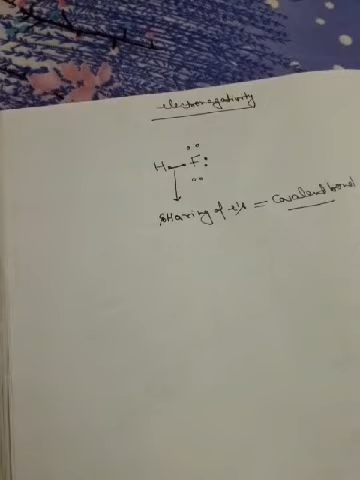 electronegativity
H—F:
sharing of e⁻s = Covalent bond